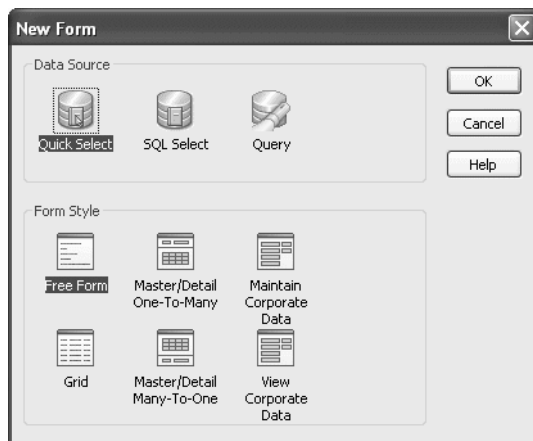 New Form
Data Source
OK
Quick Select
SQL Select
Query
Cancel
Help
Form Style
Free Form
Master/Detail
One-To-Many
Maintain
Corporate
Data
Grid
Master/Detail
Many-To-One
View
Corporate
Data